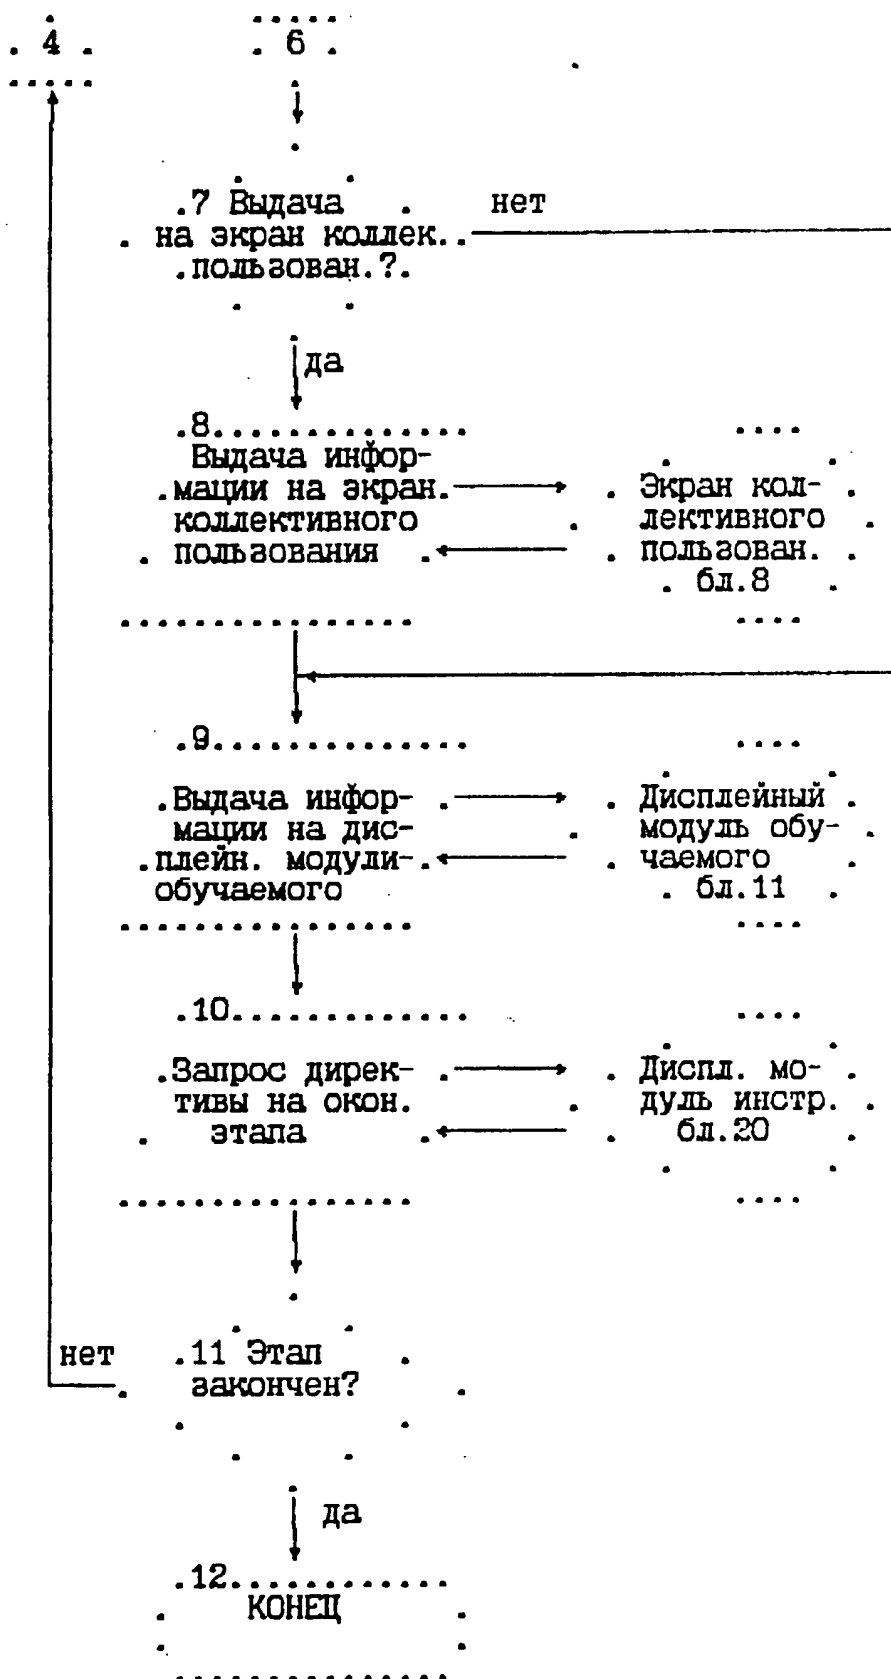 4
6
7 Выдача
на экран коллек.
пользован.?
нет
да
8
Выдача инфор-
мации на экран
коллективного
пользования
Экран кол-
лективного
пользован.
бл.8
9
Выдача инфор-
мации на дис-
плейн. модули
обучаемого
Дисплейный
модуль обу-
чаемого
бл.11
10
Запрос дирек-
тивы на окон.
этапа
Диспл. мо-
дуль инстр.
бл.20
нет
11 Этап
закончен?
да
12
КОНЕЦ